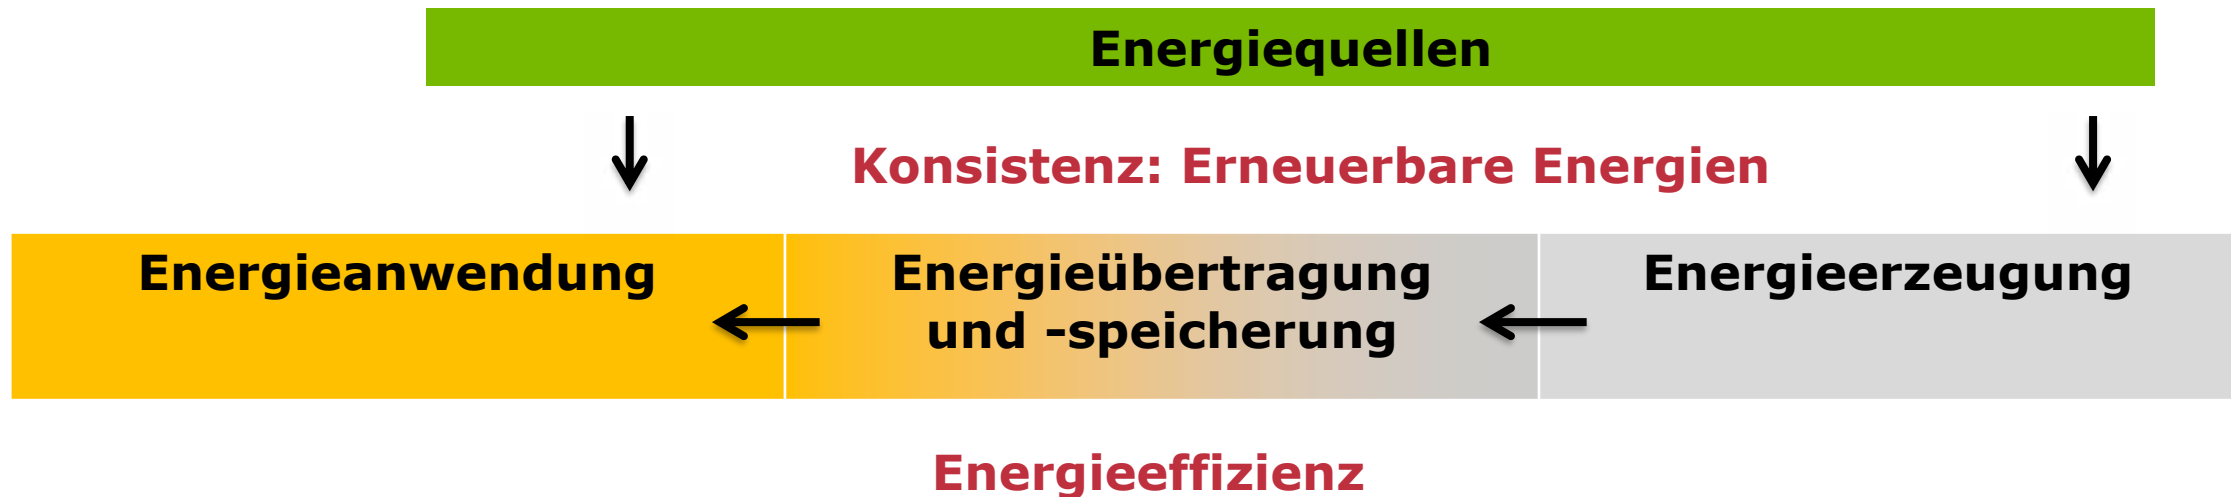 Energiequellen
Konsistenz: Erneuerbare Energien
Energieanwendung
Energieübertragung
und -speicherung
Energieerzeugung
Energieeffizienz